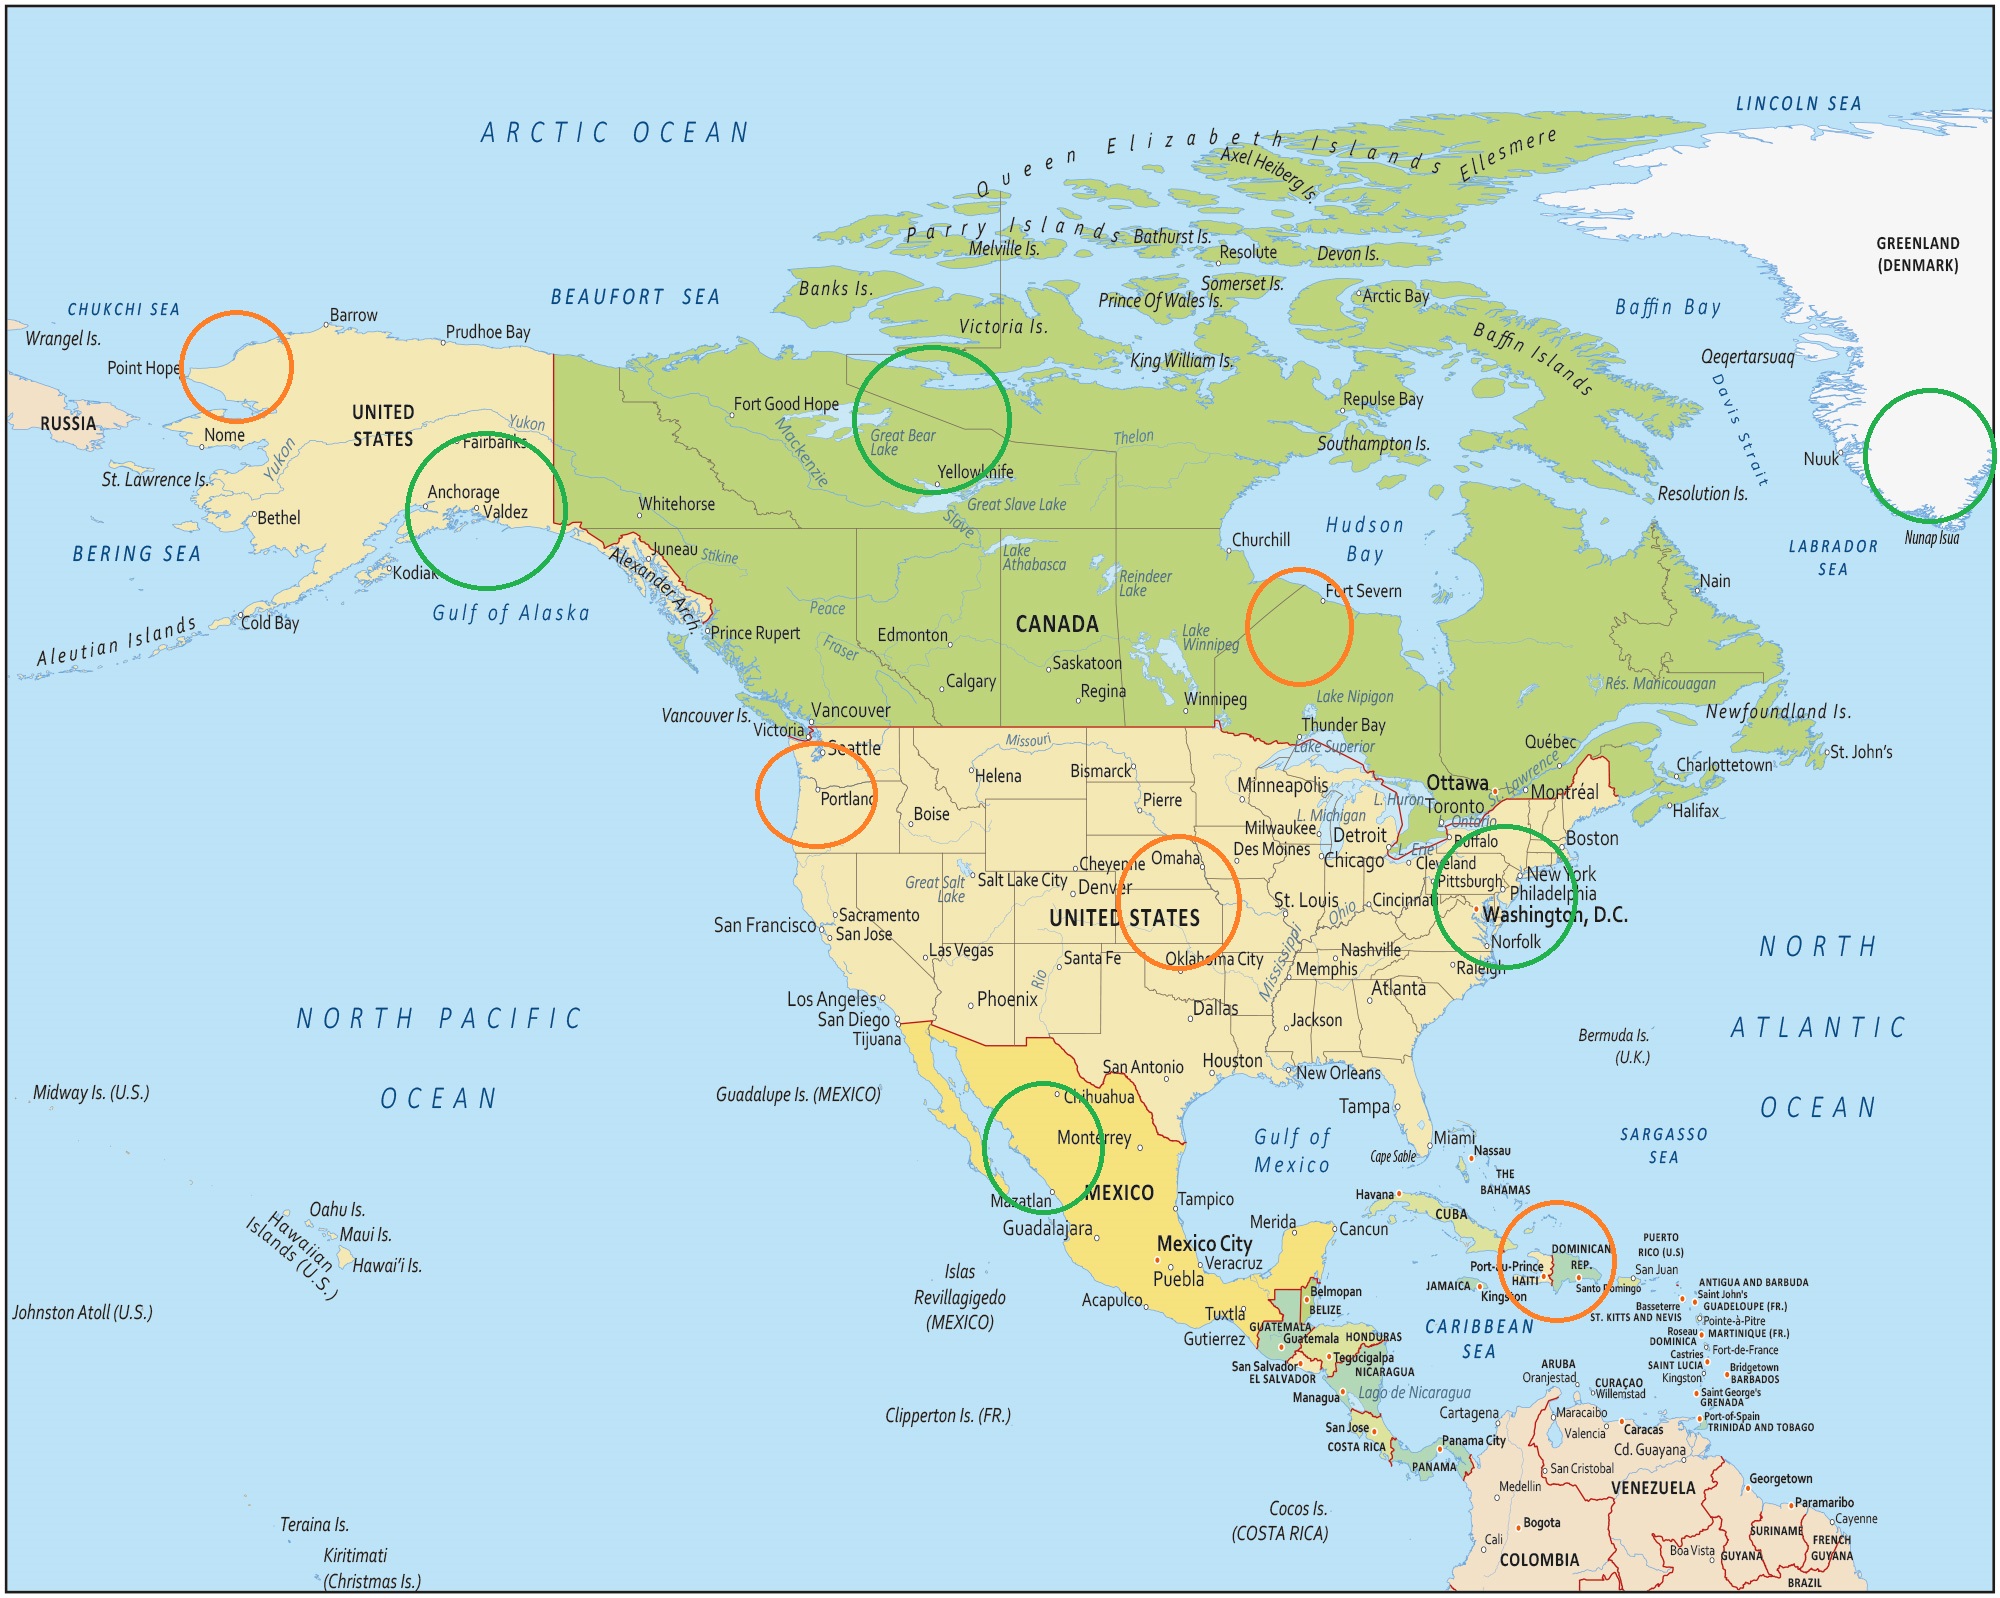 LINCOLN SEA
ARCTIC OCEAN
Queen Elizabeth Islands
Ellesmere
Axel Heiberg Is.
Parry Islands
Bathurst Is.
Melville Is.
Resolute
Devon Is.
GREENLAND
(DENMARK)
Banks Is.
Somerset Is.
Prince Of Wales Is.
Arctic Bay
BEAUFORT SEA
Baffin Bay
CHUKCHI SEA
Wrangel Is.
Barrow
Prudhoe Bay
Victoria Is.
Baffin Islands
King William Is.
Qeqertarsuaq
Point Hope
Davis Strait
RUSSIA
UNITED
STATES
Yukon
Fort Good Hope
Repulse Bay
Nome
Fairbanks
Mackenzie
Great Bear
Lake
Thelon
Southampton Is.
Yukon
Nuuk
St. Lawrence Is.
Yellowknife
Anchorage
Valdez
Whitehorse
Great Slave Lake
Resolution Is.
Bethel
Slave
Hudson
Bay
Nunap Isua
BERING SEA
Juneau
Stikine
Lake
Athabasca
Churchill
LABRADOR
SEA
Kodiak
Alexander Arch.
Reindeer
Lake
Fort Severn
Nain
Gulf of Alaska
Peace
Cold Bay
Aleutian Islands
Prince Rupert
Edmonton
CANADA
Lake
Winnipeg
Fraser
Saskatoon
Calgary
Regina
Winnipeg
Lake Nipigon
Rés. Manicouagan
Vancouver Is.
Vancouver
Victoria
Thunder Bay
Newfoundland Is.
Seattle
Missouri
Lake Superior
Québec
St. John's
Helena
Bismarck
Charlottetown
Portland
Boise
Pierre
Minneapolis
Ottawa
St. Lawrence
Montréal
L. Huron
Toronto
Halifax
L. Michigan
L. Ontario
Milwaukee
Detroit
Buffalo
Boston
Cheyenne
Omaha
Des Moines
Chicago
L. Erie
Cleveland
New York
Great Salt
Lake
Salt Lake City
Denver
Pittsburgh
Philadelphia
St. Louis
Ohio
Cincinnati
Washington, D.C.
San Francisco
Sacramento
San Jose
UNITED STATES
Norfolk
NORTH
ATLANTIC
OCEAN
Las Vegas
Santa Fe
Oklahoma City
Mississippi
Nashville
Memphis
Raleigh
Rio
Los Angeles
San Diego
Tijuana
Phoenix
Dallas
Atlanta
Jackson
NORTH PACIFIC
OCEAN
Bermuda Is.
(U.K.)
San Antonio
Houston
New Orleans
Midway Is. (U.S.)
Guadalupe Is. (MEXICO)
Chihuahua
Tampa
Monterrey
Gulf of
Mexico
Miami
Cape Sable
Nassau
THE
BAHAMAS
SARGASSO
SEA
Mazatlan
MEXICO
Tampico
Havana
CUBA
Oahu Is.
Maui Is.
Hawai'i Is.
Hawaiian
Islands (U.S.)
Guadalajara
Merida
Cancun
Mexico City
Veracruz
Puebla
DOMINICAN
REP.
PUERTO
RICO (U.S)
San Juan
Port-au-Prince
HAITI
Santo Domingo
JAMAICA
Kingston
Islas
Revillagigedo
(MEXICO)
Acapulco
Tuxtla
Gutierrez
Belmopan
BELIZE
ANTIGUA AND BARBUDA
Saint John's
Basseterre
GUADELOUPE (FR.)
ST. KITTS AND NEVIS
Pointe-à-Pitre
Johnston Atoll (U.S.)
GUATEMALA
Guatemala
HONDURAS
Tegucigalpa
CARIBBEAN
SEA
Roseau
DOMINICA
MARTINIQUE (FR.)
Fort-de-France
San Salvador
EL SALVADOR
NICARAGUA
Castries
SAINT LUCIA
Kingston
Bridgetown
BARBADOS
ARUBA
Oranjestad
CURAÇAO
Willemstad
Managua
Lago de Nicaragua
Saint George's
GRENADA
Clipperton Is. (FR.)
Cartagena
Maracaibo
Valencia
Caracas
Port-of-Spain
TRINIDAD AND TOBAGO
San Jose
COSTA RICA
Panama City
PANAMA
Cd. Guayana
San Cristobal
Medellin
VENEZUELA
Georgetown
Paramaribo
Cayenne
Cocos Is.
(COSTA RICA)
Bogota
Cali
COLOMBIA
Boa Vista
GUYANA
SURINAME
FRENCH
GUYANA
BRAZIL
Teraina Is.
Kiritimati
(Christmas Is.)